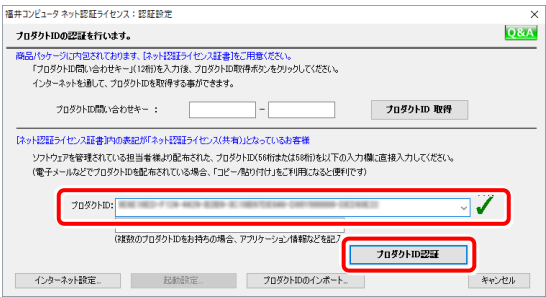 福井コンピュータ ネット認証ライセンス：認証設定
プロダクトIDの認証を行います。
Q&A
商品パッケージに内包されております、[ネット認証ライセンス証書]をご用意ください。
「プロダクトID問い合わせキー」(12桁)を入力後、プロダクトID取得ボタンをクリックしてください。
インターネットを通して、プロダクトIDを取得する事ができます。
プロダクトID問い合わせキー：
－
プロダクトID 取得
[ネット認証ライセンス証書]内の表記が「ネット認証ライセンス(共有)」となっているお客様
ソフトウェアを管理されている担当者様より配布された、プロダクトID(56桁または58桁)を以下の入力欄に直接入力してください。
(電子メールなどでプロダクトIDを配布されている場合、「コピー/貼り付け」をご利用になると便利です)
プロダクトID:
(複数のプロダクトIDをお持ちの場合、アプリケーション情報などを記入
プロダクトID認証
インターネット設定...
起動設定...
プロダクトIDのインポート...
キャンセル